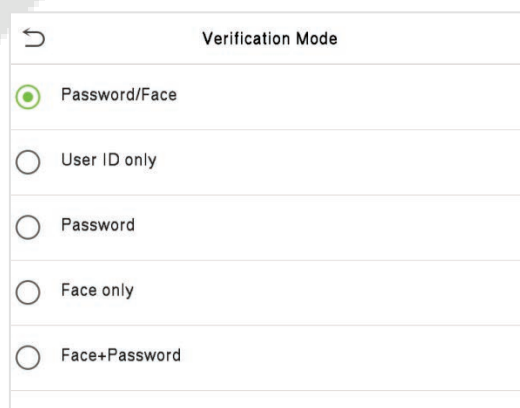 Verification Mode
Password/Face
User ID only
Password
Face only
Face+Password